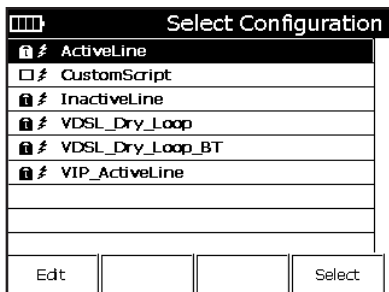 Select Configuration
ActiveLine
CustomScript
InactiveLine
VDSL_Dry_Loop
VDSL_Dry_Loop_BT
VIP_ActiveLine
Edit
Select